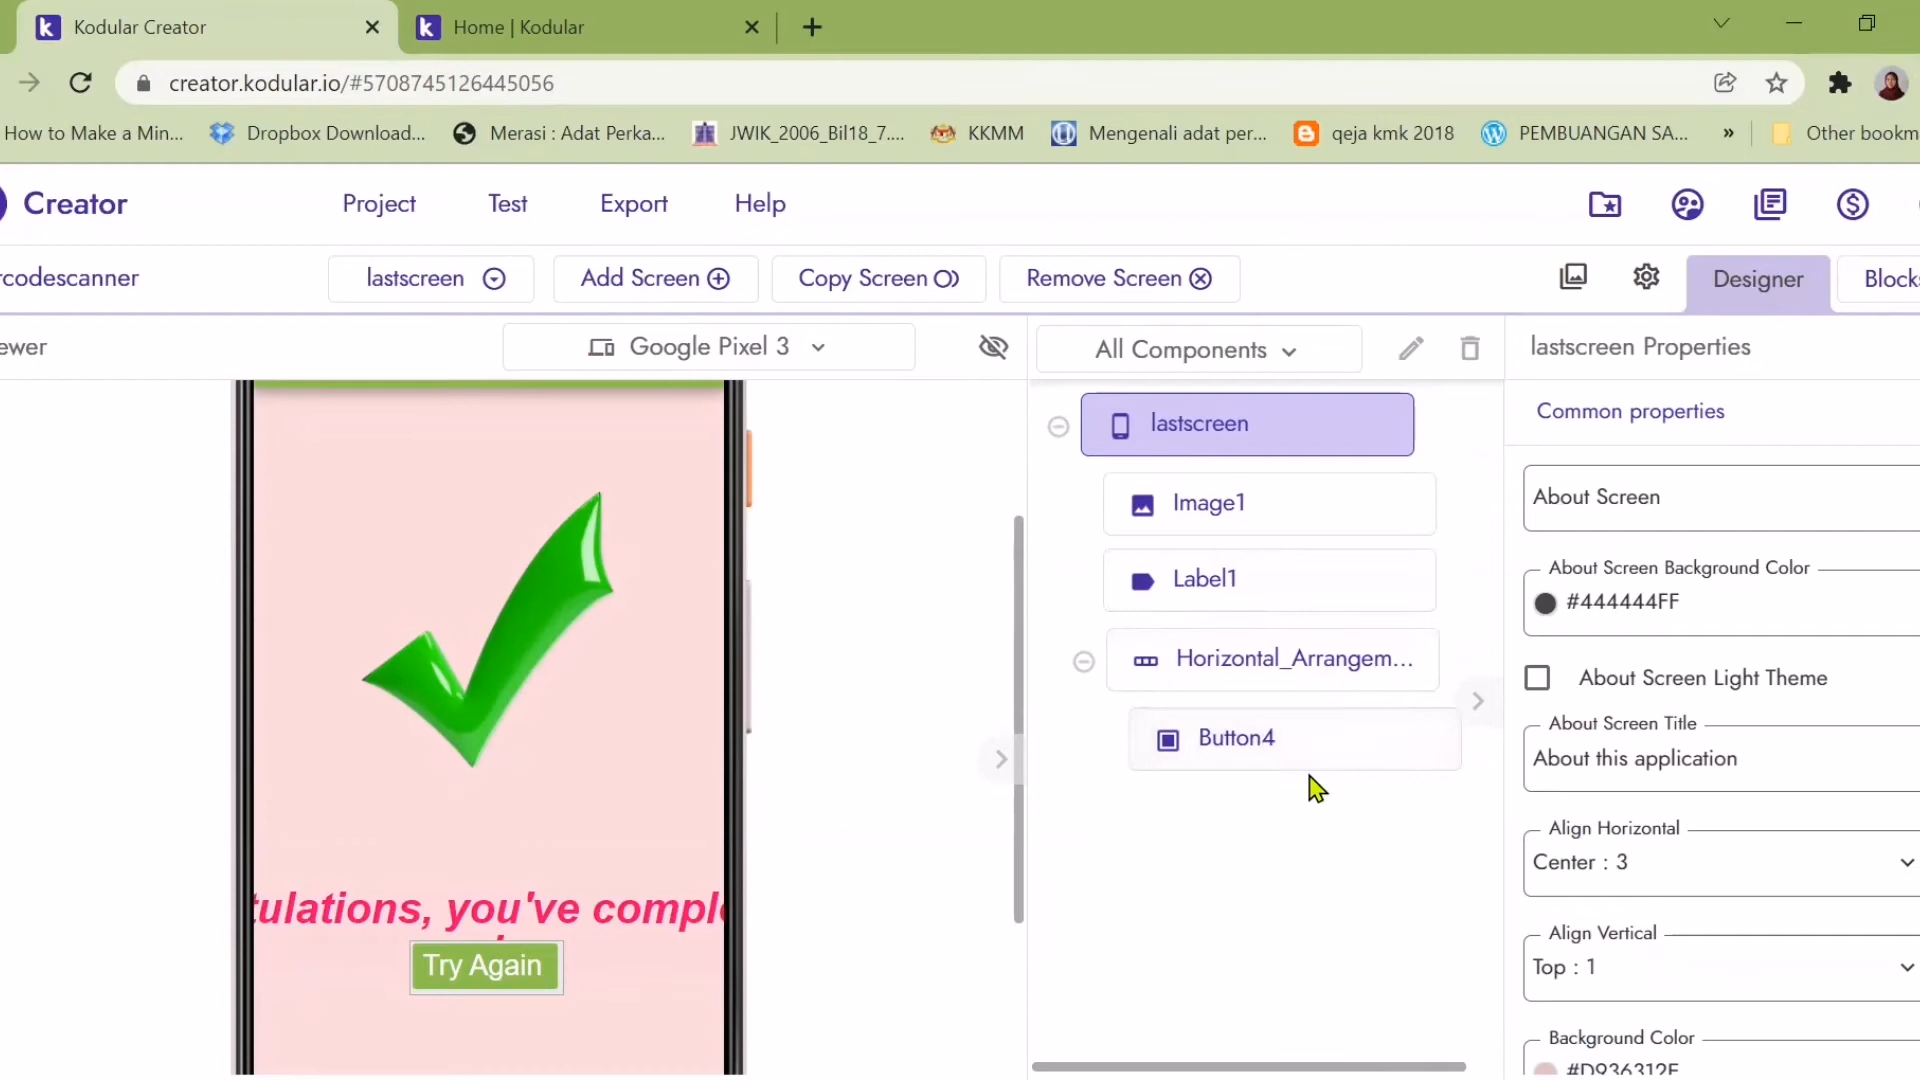 Kodular Creator
Home | Kodular
creator.kodular.io/#5708745126445056
How to Make a Min...
Dropbox Download...
Merasi : Adat Perka...
JWIK_2006_Bil18_7....
KKMM
Mengenali adat per...
qeja kmk 2018
PEMBUANGAN SA...
»
Other bookm
Creator
Project
Test
Export
Help
rcodescanner
lastscreen
Add Screen
Copy Screen
Remove Screen
Designer
Blocks
ewer
Google Pixel 3
All Components
lastscreen Properties
Common properties
lastscreen
Image1
Label1
Horizontal_Arrangem...
Button4
About Screen
About Screen Background Color
#444444FF
About Screen Light Theme
About Screen Title
About this application
Align Horizontal
Center : 3
Align Vertical
Top : 1
Background Color
#D936312F
tulations, you've comple
Try Again